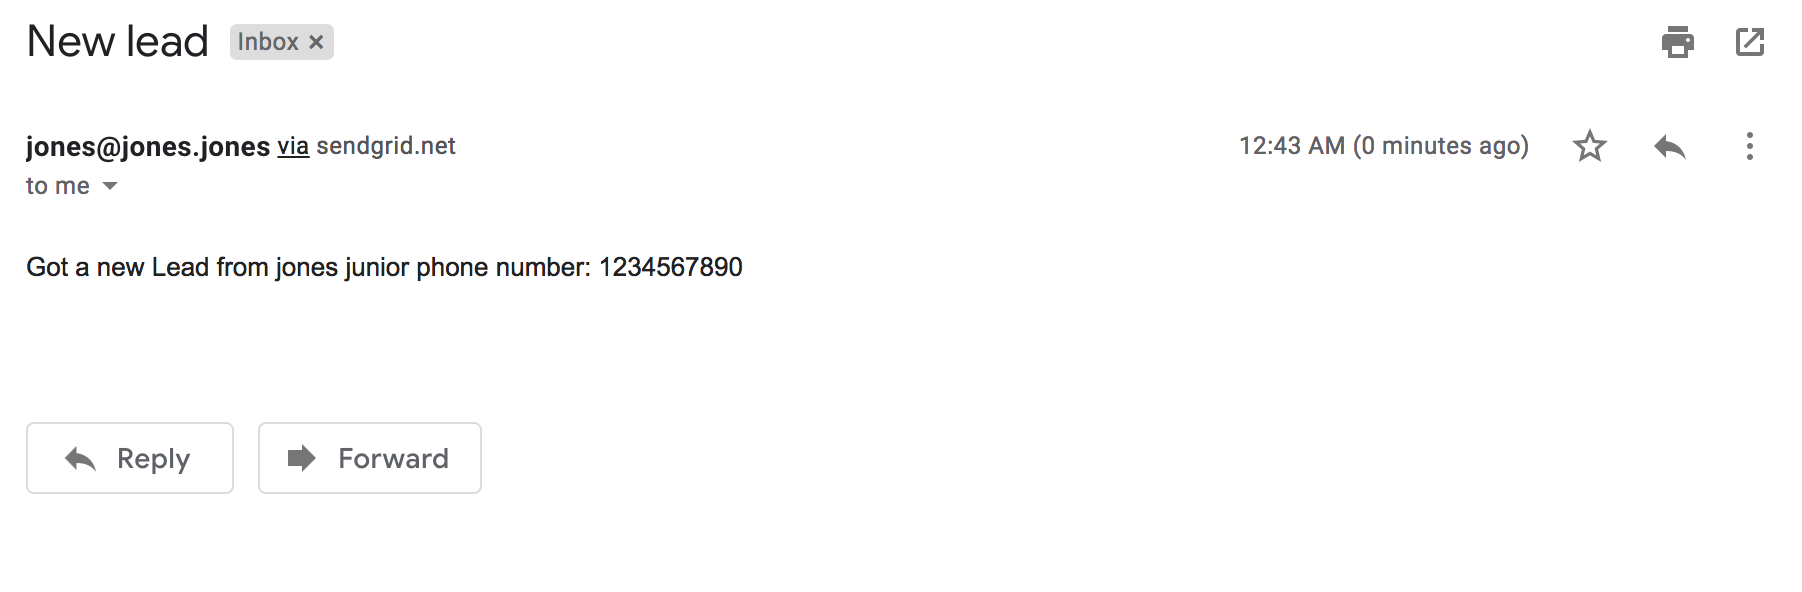 New lead Inbox ×
jones@jones.jones via sendgrid.net 12:43 AM (0 minutes ago)
to me
Got a new Lead from jones junior phone number: 1234567890
Reply Forward